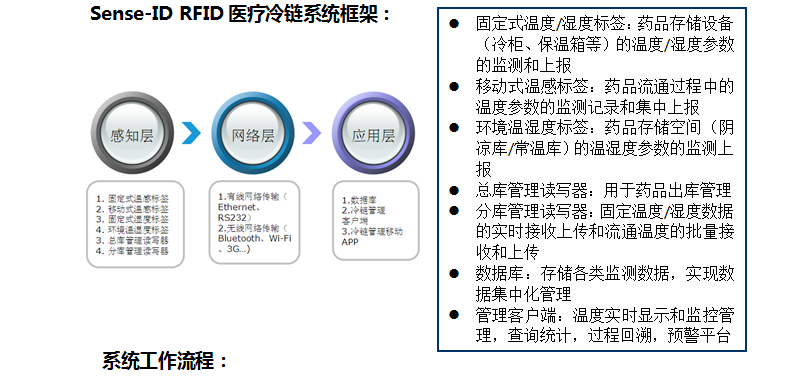 Sense-ID RFID 医疗冷链系统框架：
感知层
网络层
应用层
1. 固定式温感标签
2. 移动式温感标签
3. 固定式湿度标签
4. 环境温湿度标签
3. 总库管理读写器
4. 分库管理读写器
1.有线网络传输（
Ethernet、
RS232）
2.无线网络传输（
Bluetooth、Wi-Fi
、3G...)
1.数据库
2.冷链管理
客户端
3.冷链管理移动
APP
● 固定式温度/湿度标签：药品存储设备
（冷柜、保温箱等）的温度/湿度参数
的监测和上报
● 移动式温感标签：药品流通过程中的
温度参数的监测记录和集中上报
● 环境温湿度标签：药品存储空间（阴
凉库/常温库）的温湿度参数的监测上
报
● 总库管理读写器：用于药品出库管理
● 分库管理读写器：固定温度/湿度数据
的实时接收上传和流通温度的批量接
收和上传
● 数据库：存储各类监测数据，实现数
据集中化管理
● 管理客户端：温度实时显示和监控管
理，查询统计，过程回溯，预警平台
系统工作流程：